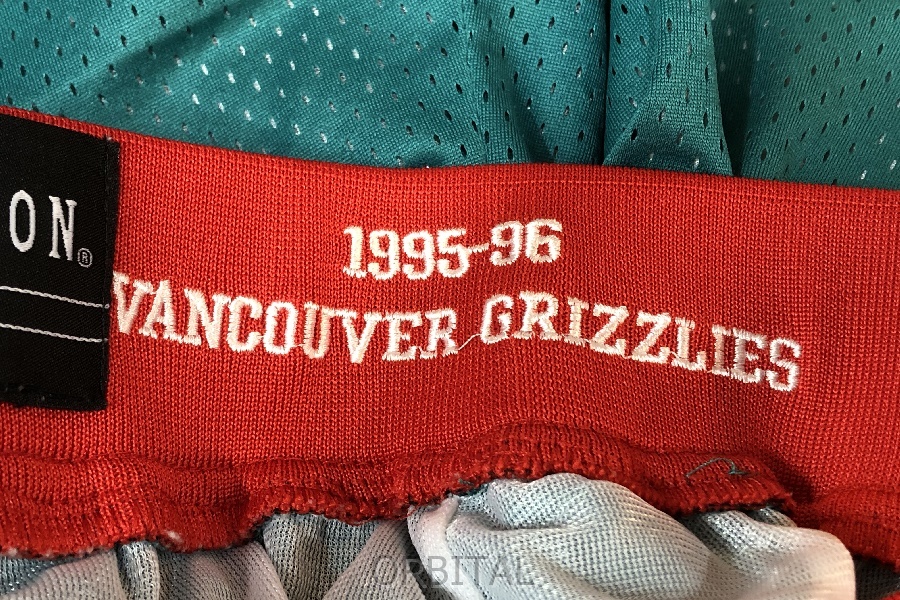 ON®
1995-96
VANCOUVER GRIZZLIES
ORBITAL